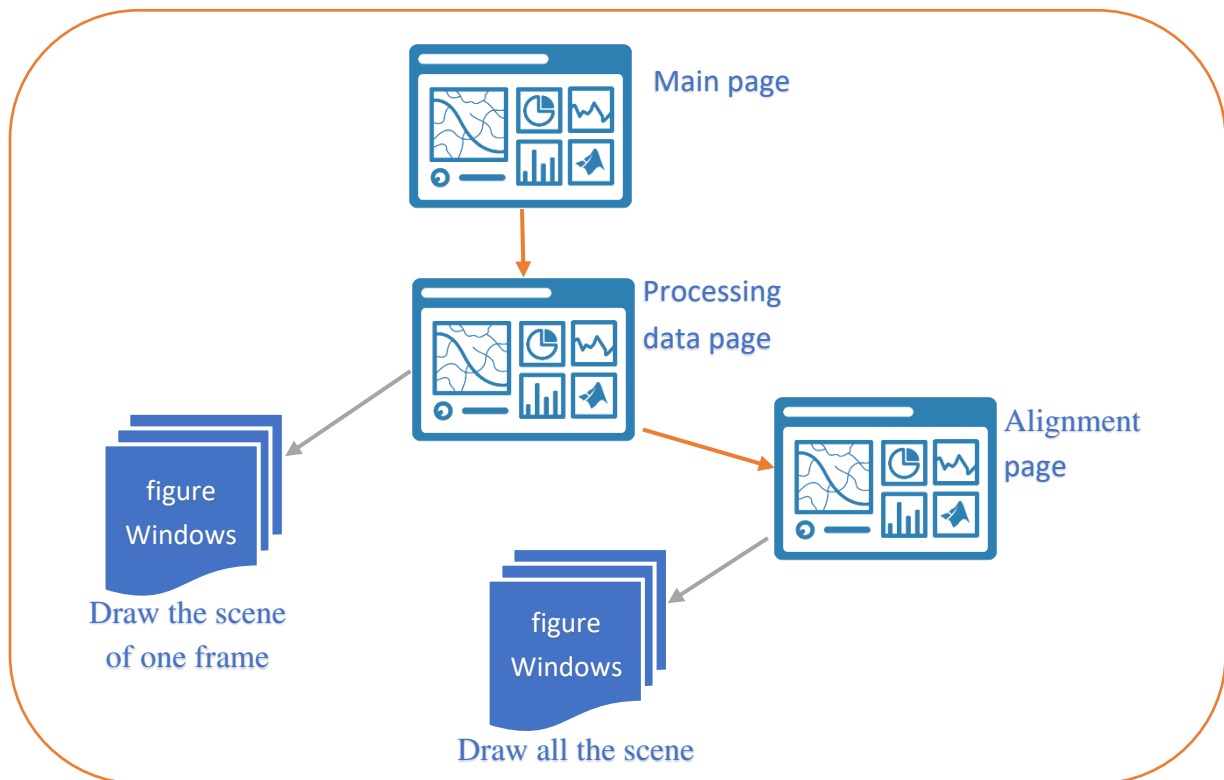 Main page
Processing
data page
Alignment
page
figure
Windows
Draw the scene
of one frame
figure
Windows
Draw all the scene